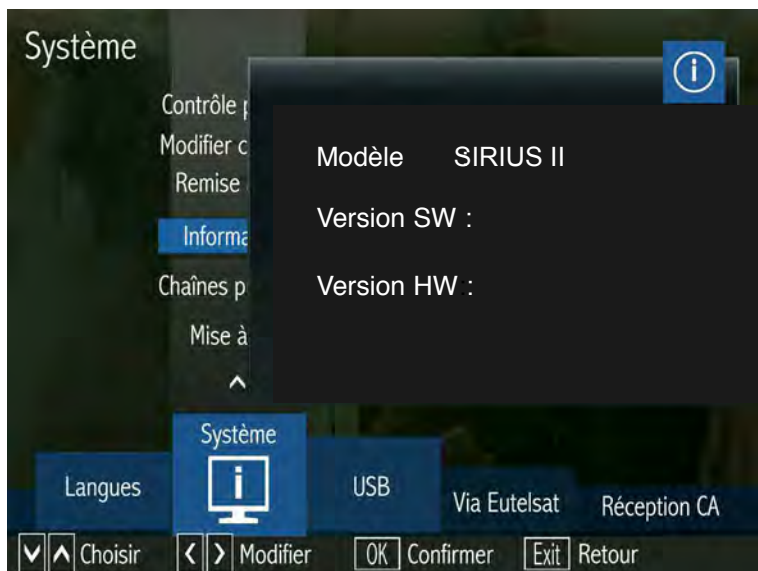 Système
Contrôle
Modifier
Remise
Modèle SIRIUS II
Version SW :
Version HW :
Chaînes
Mise à
Système
Langues
USB
Via Eutelsat
Réception CA
Choisir
Modifier
OK Confirmer
Exit Retour